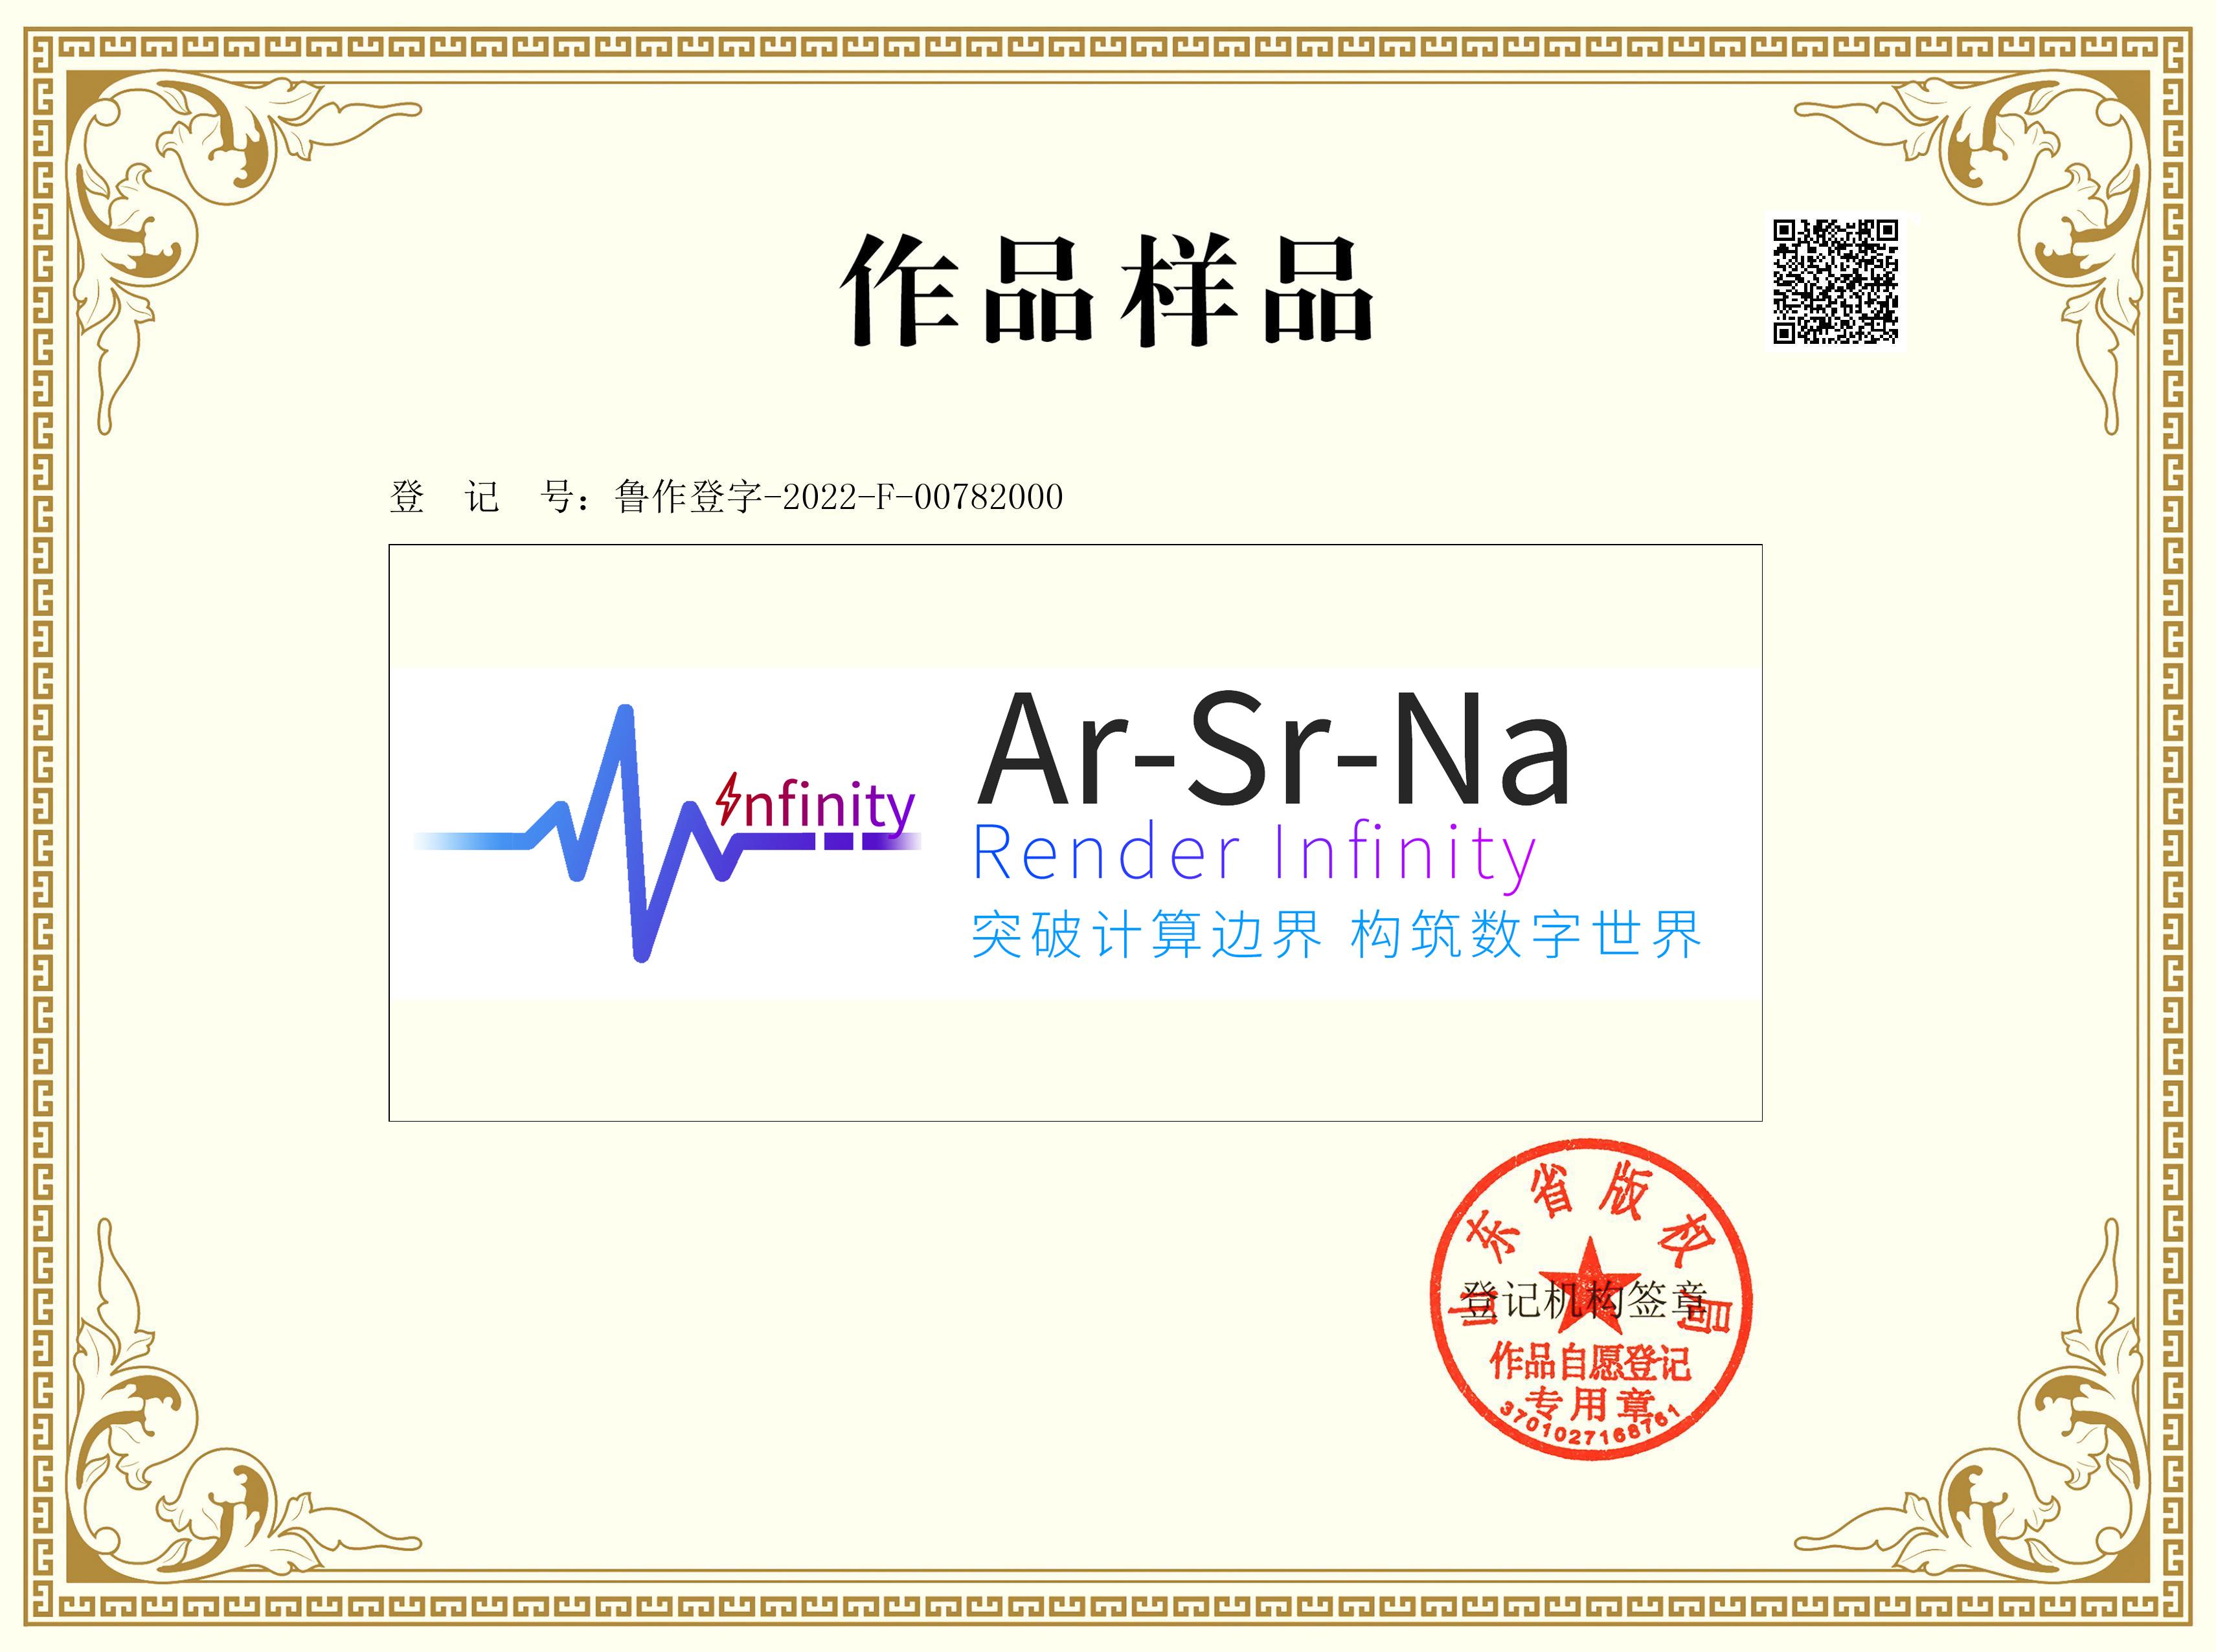 作品样品
登 记 号：鲁作登字-2022-F-00782000
nfinity
Ar-Sr-Na
Render Infinity
突破计算边界 构筑数字世界
山东省版权局
登记机构签章
作品自愿登记
专用章
3701027168761